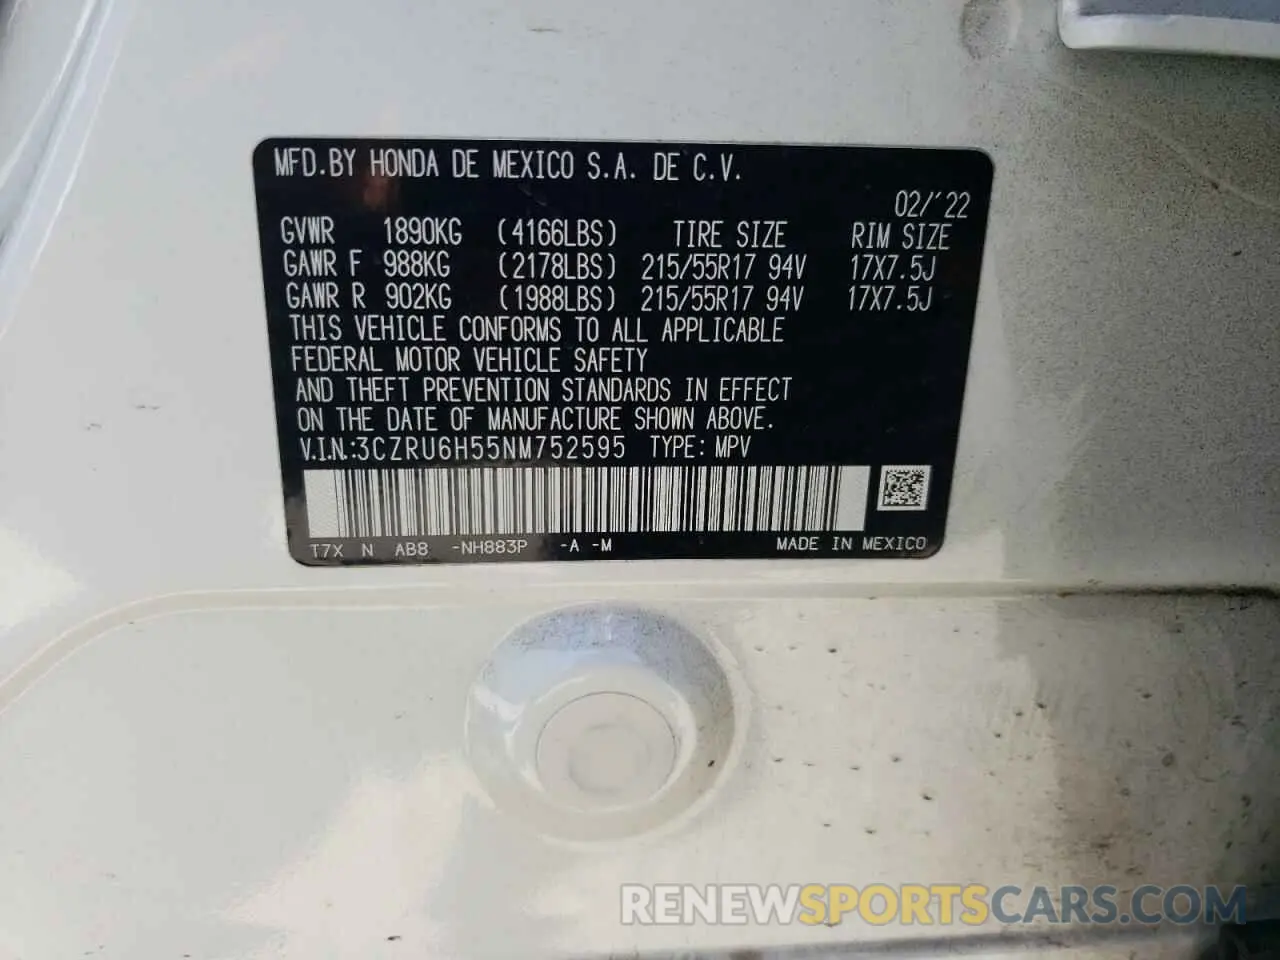 MFD.BY HONDA DE MEXICO S.A. DE C.V.
02/'22
GVWR 1890KG (4166LBS) TIRE SIZE RIM SIZE
GAWR F 988KG (2178LBS) 215/55R17 94V 17X7.5J
GAWR R 902KG (1988LBS) 215/55R17 94V 17X7.5J
THIS VEHICLE CONFORMS TO ALL APPLICABLE
FEDERAL MOTOR VEHICLE SAFETY
AND THEFT PREVENTION STANDARDS IN EFFECT
ON THE DATE OF MANUFACTURE SHOWN ABOVE.
V.I.N.:3CZRU6H55NM752595 TYPE: MPV
T7X N AB8 -NH883P -A -M MADE IN MEXICO
RENEWSPORTSCARS.COM